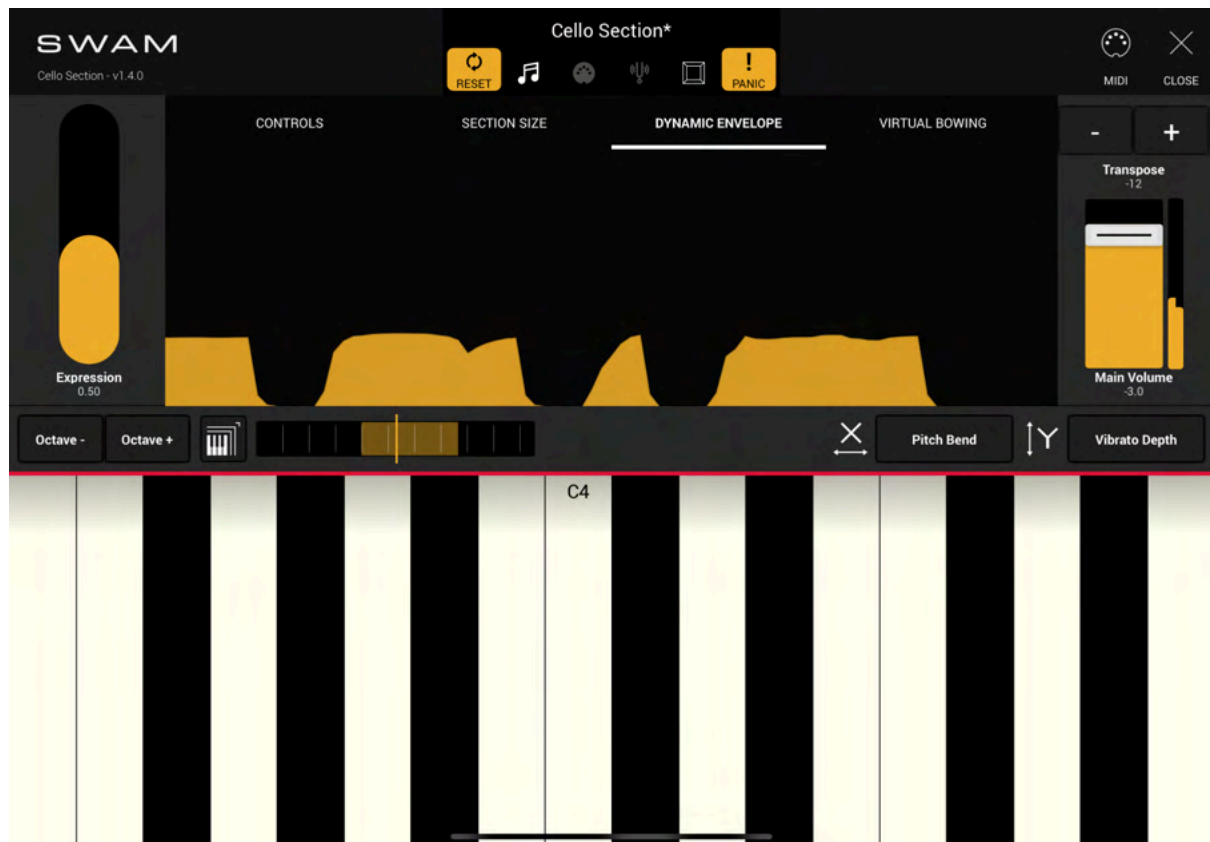 SWAM
Cello Section - v1.4.0
Cello Section*
RESET
PANIC
MIDI
CLOSE
CONTROLS
SECTION SIZE
DYNAMIC ENVELOPE
VIRTUAL BOWING
- +
Transpose
-12
Expression
0.50
Main Volume
-3.0
Octave -
Octave +
X
Pitch Bend
Y
Vibrato Depth
C4